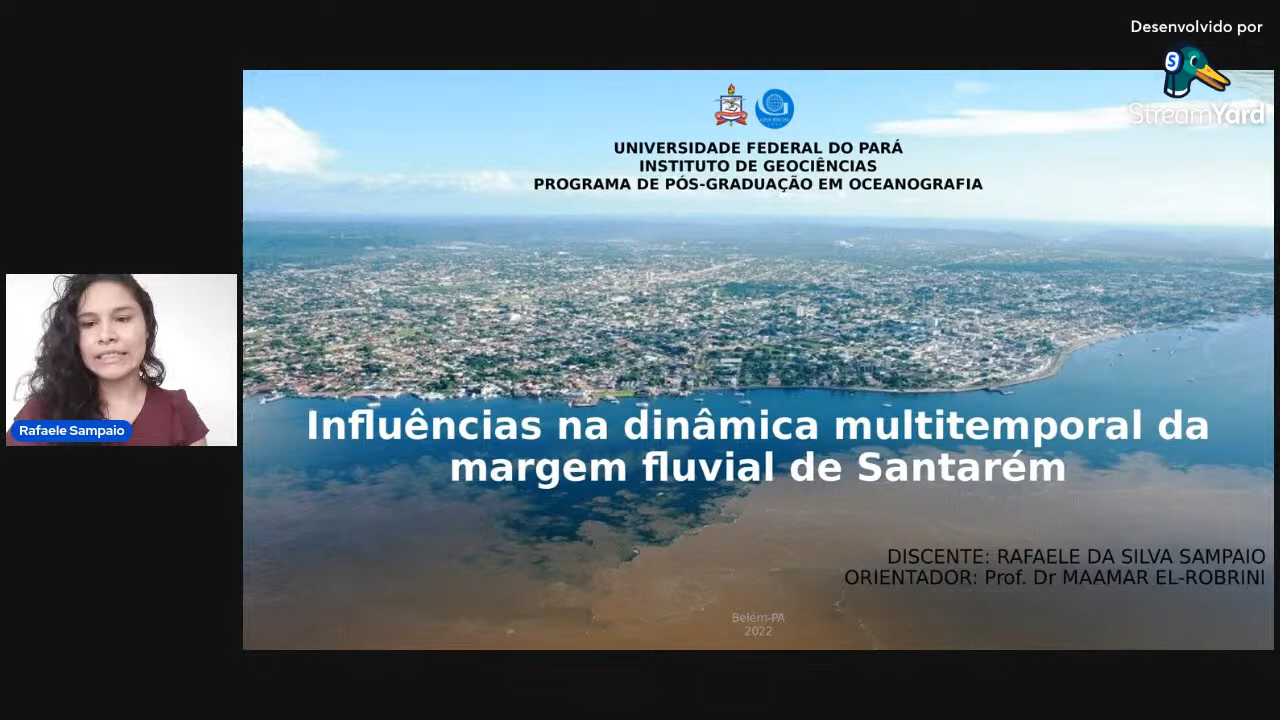 Desenvolvido por
StreamYard
UNIVERSIDADE FEDERAL DO PARÁ
INSTITUTO DE GEOCIÊNCIAS
PROGRAMA DE PÓS-GRADUAÇÃO EM OCEANOGRAFIA
Influências na dinâmica multitemporal da
margem fluvial de Santarém
Rafaele Sampaio
DISCENTE: RAFAELE DA SILVA SAMPAIO
ORIENTADOR: Prof. Dr MAAMAR EL-ROBRINI
Belém-PA
2022